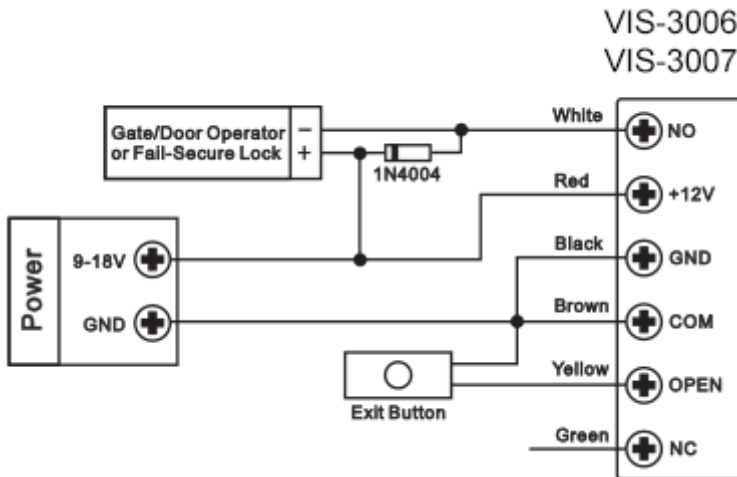 VIS-3006
VIS-3007
Gate/Door Operator
or Fail-Secure Lock
−
+
1N4004
White
NO
Red
+12V
Power
9-18V
Black
GND
GND
Brown
COM
Exit Button
Yellow
OPEN
Green
NC